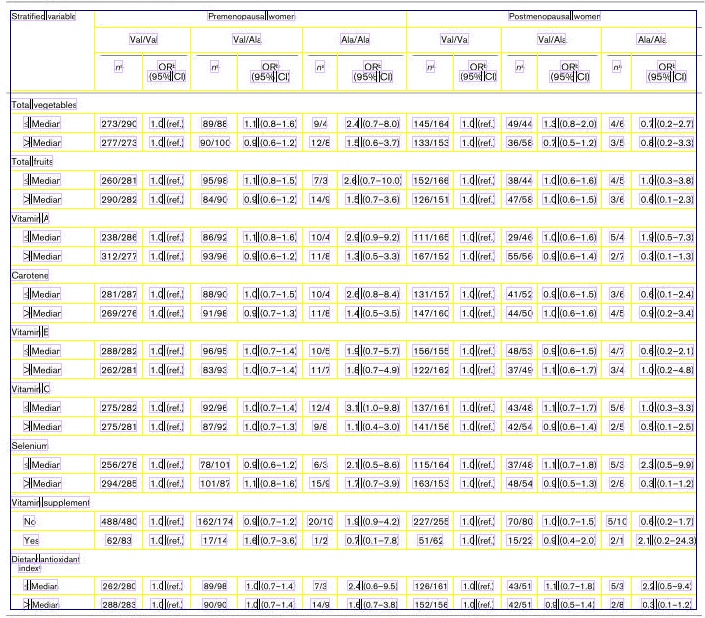 Stratified variable Premenopausal women Postmenopausal women
Val/Val Val/Ala Ala/Ala Val/Val Val/Ala Ala/Ala
n OR (95% CI) n OR (95% CI) n OR (95% CI) n OR (95% CI) n OR (95% CI) n OR (95% CI)
Total vegetables
≤Median 273/290 1.0 (ref.) 89/88 1.1 (0.8–1.6) 9/4 2.4 (0.7–8.0) 145/164 1.0 (ref.) 49/44 1.3 (0.8–2.0) 4/6 0.7 (0.2–2.7)
>Median 277/273 1.0 (ref.) 90/100 0.9 (0.6–1.2) 12/8 1.5 (0.6–3.7) 133/153 1.0 (ref.) 36/58 0.7 (0.5–1.2) 3/5 0.8 (0.2–3.3)
Total fruits
≤Median 260/281 1.0 (ref.) 95/98 1.1 (0.8–1.5) 7/3 2.6 (0.7–10.0) 152/166 1.0 (ref.) 38/44 1.0 (0.6–1.6) 4/5 1.0 (0.3–3.8)
>Median 290/282 1.0 (ref.) 84/90 0.9 (0.6–1.2) 14/9 1.5 (0.7–3.6) 126/151 1.0 (ref.) 47/58 1.0 (0.6–1.5) 3/6 0.6 (0.1–2.3)
Vitamin A
≤Median 238/286 1.0 (ref.) 86/92 1.1 (0.8–1.6) 10/4 2.9 (0.9–9.2) 111/165 1.0 (ref.) 29/46 1.0 (0.6–1.6) 5/4 1.9 (0.5–7.3)
>Median 312/277 1.0 (ref.) 93/96 0.9 (0.6–1.2) 11/8 1.3 (0.5–3.3) 167/152 1.0 (ref.) 55/56 0.9 (0.6–1.4) 2/7 0.3 (0.1–1.3)
Carotene
≤Median 281/287 1.0 (ref.) 88/90 1.0 (0.7–1.5) 10/4 2.6 (0.8–8.4) 131/157 1.0 (ref.) 41/52 0.9 (0.6–1.5) 3/6 0.6 (0.1–2.4)
>Median 269/276 1.0 (ref.) 91/98 0.9 (0.7–1.3) 11/8 1.4 (0.5–3.5) 147/160 1.0 (ref.) 44/50 1.0 (0.6–1.6) 4/5 0.9 (0.2–3.4)
Vitamin E
≤Median 288/282 1.0 (ref.) 96/95 1.0 (0.7–1.4) 10/5 1.9 (0.7–5.7) 156/155 1.0 (ref.) 48/53 0.9 (0.6–1.5) 4/7 0.6 (0.2–2.1)
>Median 262/281 1.0 (ref.) 83/93 1.0 (0.7–1.4) 11/7 1.8 (0.7–4.9) 122/162 1.0 (ref.) 37/49 1.1 (0.6–1.7) 3/4 1.0 (0.2–4.8)
Vitamin C
≤Median 275/282 1.0 (ref.) 92/96 1.0 (0.7–1.4) 12/4 3.1 (1.0–9.8) 137/161 1.0 (ref.) 43/48 1.1 (0.7–1.7) 5/6 1.0 (0.3–3.3)
>Median 275/281 1.0 (ref.) 87/92 1.0 (0.7–1.3) 9/8 1.1 (0.4–3.0) 141/156 1.0 (ref.) 42/54 0.9 (0.6–1.4) 2/5 0.5 (0.1–2.5)
Selenium
≤Median 256/278 1.0 (ref.) 78/101 0.9 (0.6–1.2) 6/3 2.1 (0.5–8.6) 115/164 1.0 (ref.) 37/48 1.1 (0.7–1.8) 5/3 2.3 (0.5–9.9)
>Median 294/285 1.0 (ref.) 101/87 1.1 (0.8–1.6) 15/9 1.7 (0.7–3.9) 163/153 1.0 (ref.) 48/54 0.9 (0.5–1.3) 2/8 0.3 (0.1–1.2)
Vitamin supplement
No 488/480 1.0 (ref.) 162/174 0.9 (0.7–1.2) 20/10 1.9 (0.9–4.2) 227/255 1.0 (ref.) 70/80 1.0 (0.7–1.5) 5/10 0.6 (0.2–1.7)
Yes 62/83 1.0 (ref.) 17/14 1.6 (0.7–3.6) 1/2 0.7 (0.1–7.8) 51/62 1.0 (ref.) 15/22 0.9 (0.4–2.0) 2/1 2.1 (0.2–24.3)
Dietary antioxidant
index
≤Median 262/280 1.0 (ref.) 89/98 1.0 (0.7–1.4) 7/3 2.4 (0.6–9.5) 126/161 1.0 (ref.) 43/51 1.1 (0.7–1.8) 5/3 2.2 (0.5–9.4)
>Median 288/283 1.0 (ref.) 90/90 1.0 (0.7–1.4) 14/9 1.6 (0.7–3.8) 152/156 1.0 (ref.) 42/51 0.9 (0.5–1.4) 2/8 0.3 (0.1–1.2)